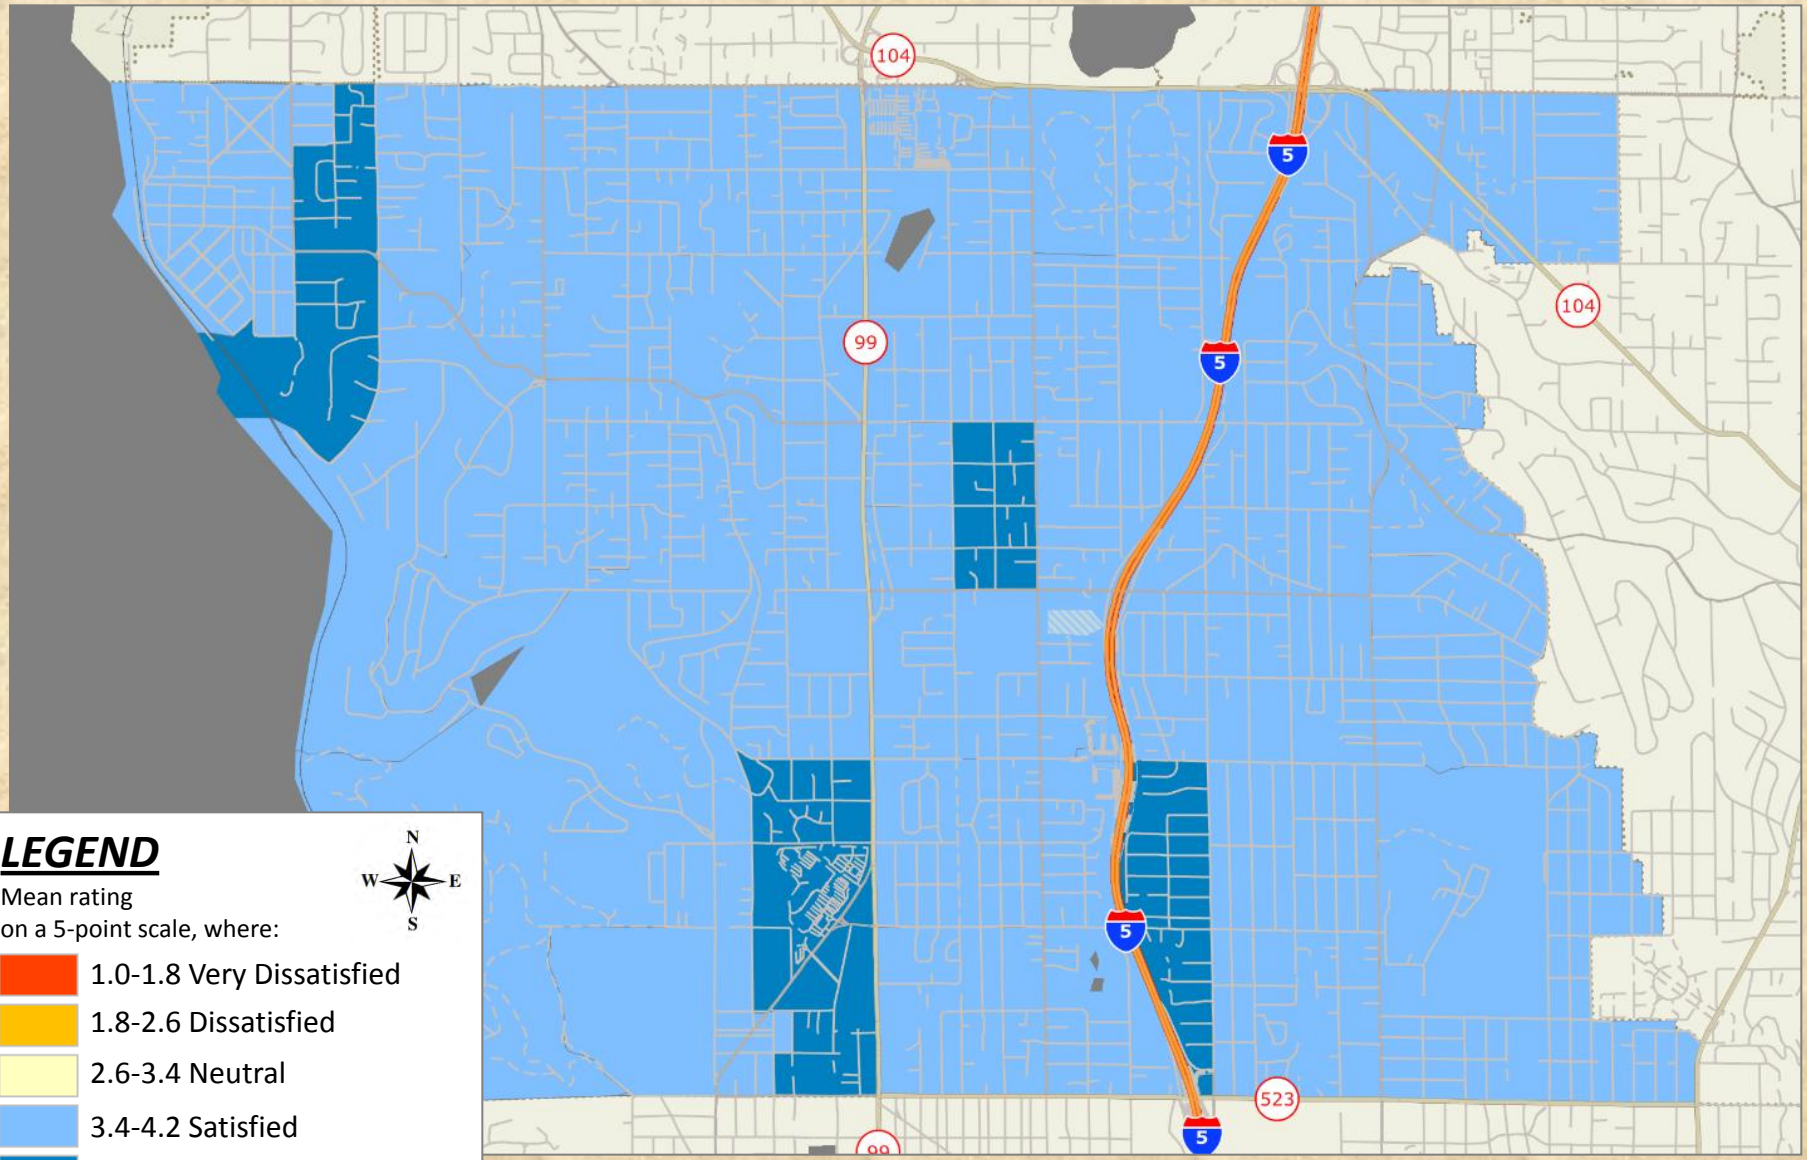 104
5
104
99
5
LEGEND
N
W E
S
Mean rating
on a 5-point scale, where:
5
1.0-1.8 Very Dissatisfied
1.8-2.6 Dissatisfied
2.6-3.4 Neutral
523
3.4-4.2 Satisfied
5
99